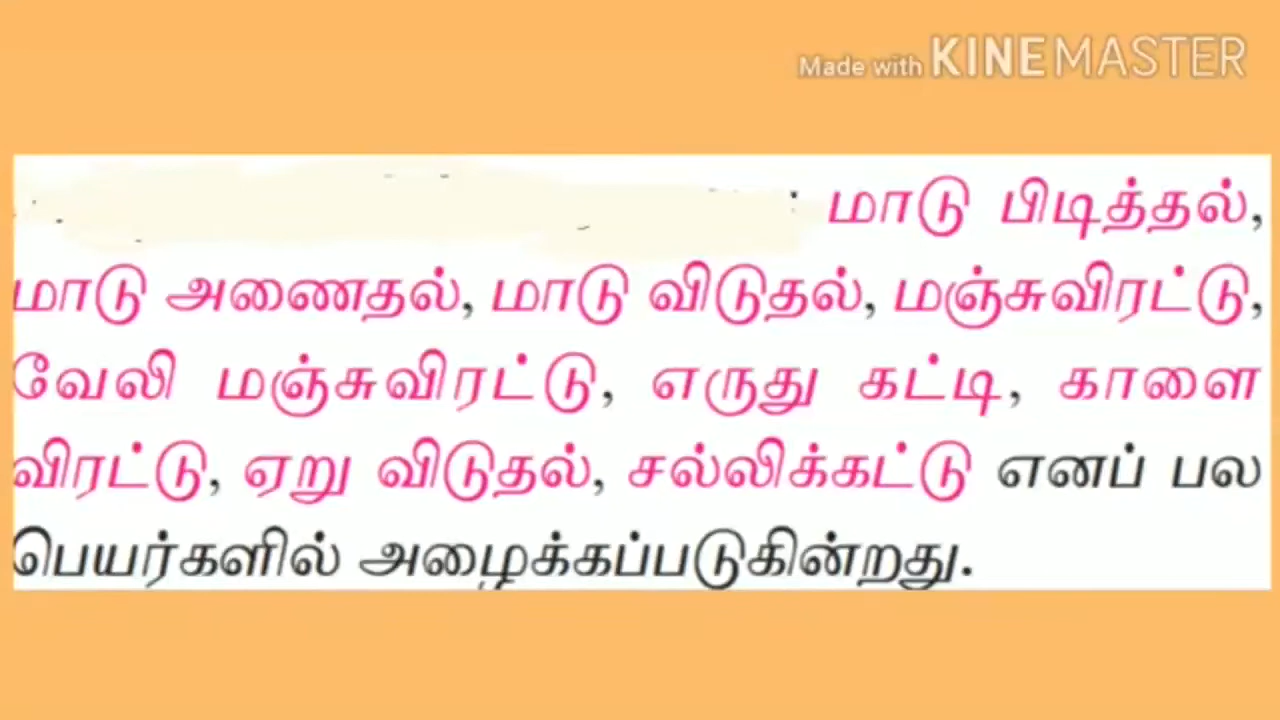 Made with KINEMASTER
மாடு பிடித்தல்,
மாடு அணைதல், மாடு விடுதல், மஞ்சுவிரட்டு,
வேலி மஞ்சுவிரட்டு, எருது கட்டி, காளை
விரட்டு, ஏறு விடுதல், சல்லிக்கட்டு எனப் பல
பெயர்களில் அழைக்கப்படுகின்றது.